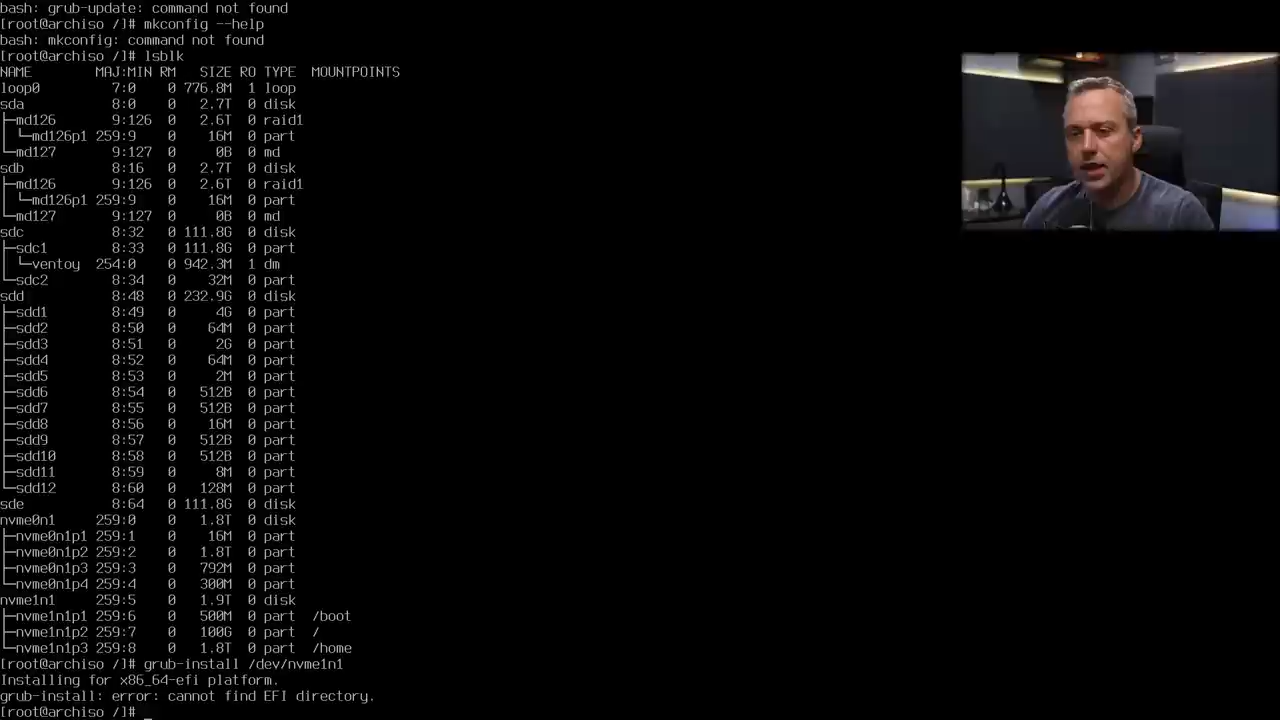 bash: grub-update: command not found
[root@archiso /]# mkconfig --help
bash: mkconfig: command not found
[root@archiso /]# lsblk
NAME        MAJ:MIN RM   SIZE RO TYPE  MOUNTPOINTS
loop0         7:0    0 776.8M  1 loop
sda           8:0    0   2.7T  0 disk
├─md126       9:126  0   2.6T  0 raid1
│ └─md126p1 259:9    0    16M  0 part
└─md127       9:127  0     0B  0 md
sdb           8:16   0   2.7T  0 disk
├─md126       9:126  0   2.6T  0 raid1
│ └─md126p1 259:9    0    16M  0 part
└─md127       9:127  0     0B  0 md
sdc           8:32   0 111.8G  0 disk
├─sdc1        8:33   0 111.8G  0 part
│ └─ventoy  254:0    0 942.3M  1 dm
└─sdc2        8:34   0    32M  0 part
sdd           8:48   0 232.9G  0 disk
├─sdd1        8:49   0     4G  0 part
├─sdd2        8:50   0    64M  0 part
├─sdd3        8:51   0     2G  0 part
├─sdd4        8:52   0    64M  0 part
├─sdd5        8:53   0     2M  0 part
├─sdd6        8:54   0   512B  0 part
├─sdd7        8:55   0   512B  0 part
├─sdd8        8:56   0    16M  0 part
├─sdd9        8:57   0   512B  0 part
├─sdd10       8:58   0   512B  0 part
├─sdd11       8:59   0     8M  0 part
└─sdd12       8:60   0   128M  0 part
sde           8:64   0 111.8G  0 disk
nvme0n1     259:0    0   1.8T  0 disk
├─nvme0n1p1 259:1    0    16M  0 part
├─nvme0n1p2 259:2    0   1.8T  0 part
├─nvme0n1p3 259:3    0   792M  0 part
└─nvme0n1p4 259:4    0   300M  0 part
nvme1n1     259:5    0   1.9T  0 disk
├─nvme1n1p1 259:6    0   500M  0 part  /boot
├─nvme1n1p2 259:7    0   100G  0 part  /
└─nvme1n1p3 259:8    0   1.8T  0 part  /home
[root@archiso /]# grub-install /dev/nvme1n1
Installing for x86_64-efi platform.
grub-install: error: cannot find EFI directory.
[root@archiso /]# _